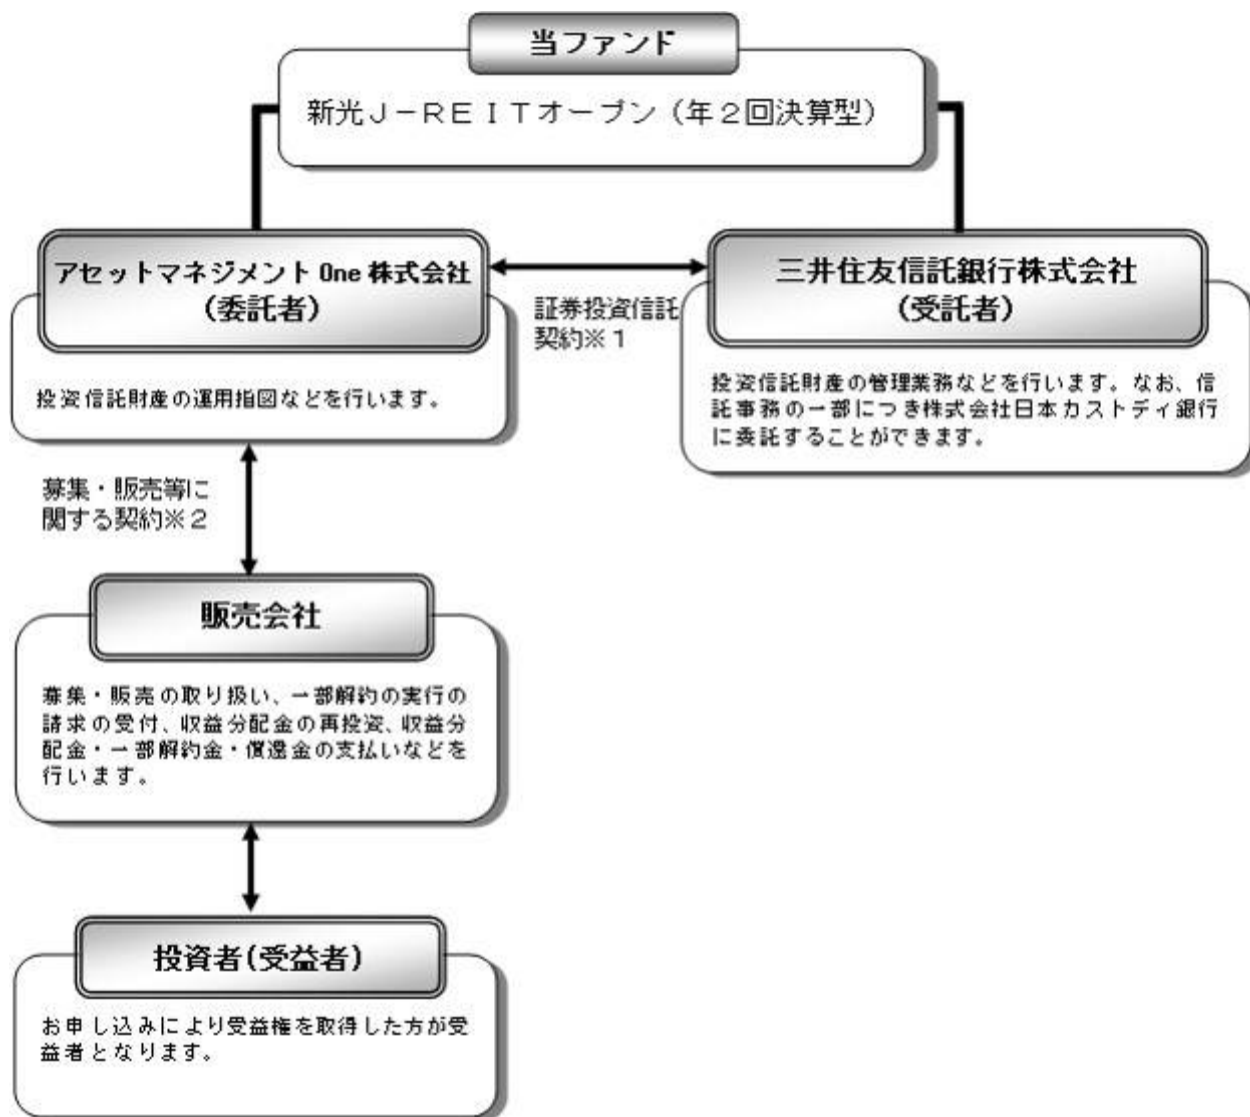 当ファンド
新光J－REITオープン（年２回決算型）
アセットマネジメント One 株式会社
(委託者)
投資信託財産の運用指図などを行います。
証券投資信託
契約※１
三井住友信託銀行株式会社
(受託者)
投資信託財産の管理業務などを行います。なお、信
託事務の一部につき株式会社日本カストディ銀行
に委託することができます。
募集・販売等に
関する契約※２
販売会社
募集・販売の取り扱い、一部解約の実行の
請求の受付、収益分配金の再投資、収益分
配金・一部解約金・償還金の支払いなどを
行います。
投資者(受益者)
お申し込みにより受益権を取得した方が受
益者となります。